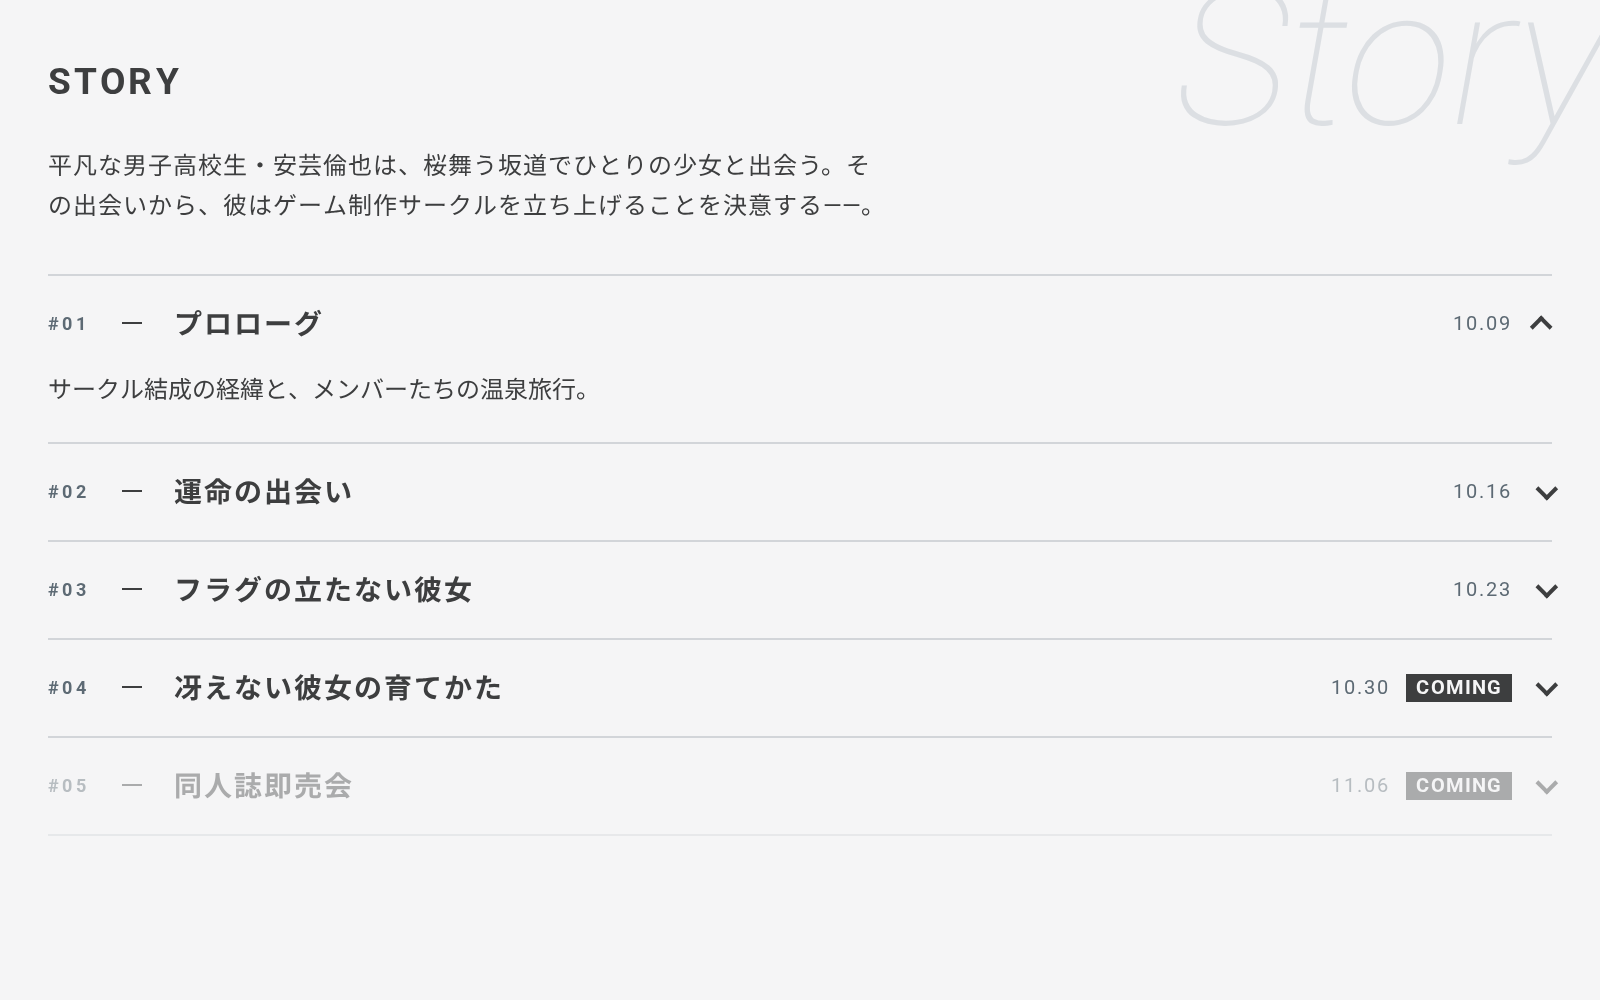 Story
STORY
平凡な男子高校生・安芸倫也は、桜舞う坂道でひとりの少女と出会う。そ
の出会いから、彼はゲーム制作サークルを立ち上げることを決意する——。
#01 — プロローグ 10.09
サークル結成の経緯と、メンバーたちの温泉旅行。
#02 — 運命の出会い 10.16
#03 — フラグの立たない彼女 10.23
#04 — 冴えない彼女の育てかた 10.30 COMING
#05 — 同人誌即売会 11.06 COMING